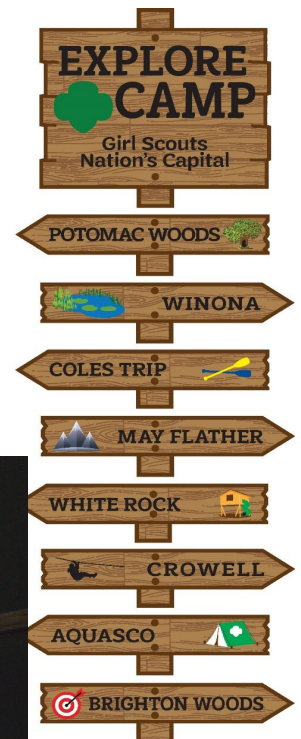 EXPLORE
CAMP
Girl Scouts
Nation's Capital
POTOMAC WOODS
WINONA
COLES TRIP
MAY FLATHER
WHITE ROCK
CROWELL
AQUASCO
BRIGHTON WOODS